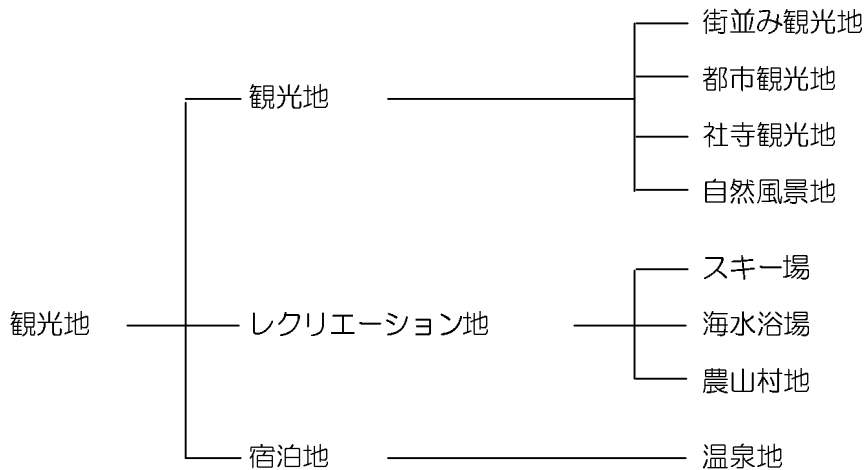 街並み観光地
都市観光地
観光地
社寺観光地
自然風景地
スキー場
観光地
レクリエーション地
海水浴場
農山村地
宿泊地
温泉地